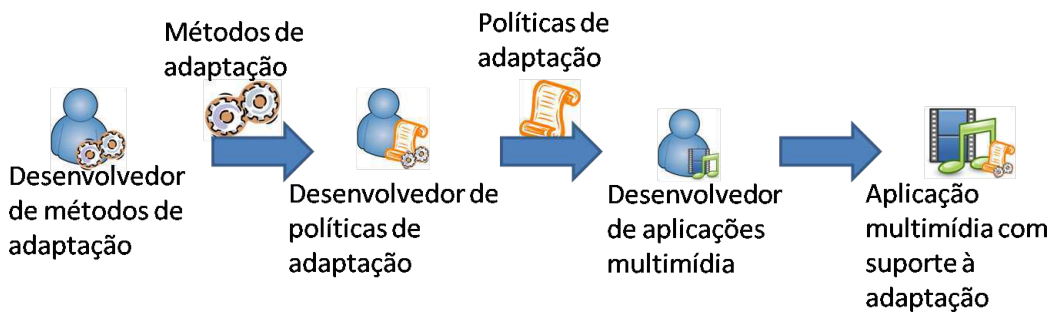 Métodos de
adaptação
Políticas de
adaptação
Desenvolvedor
de métodos de
adaptação
Desenvolvedor de
políticas de
adaptação
Desenvolvedor
de aplicações
multimídia
Aplicação
multimídia com
suporte à
adaptação